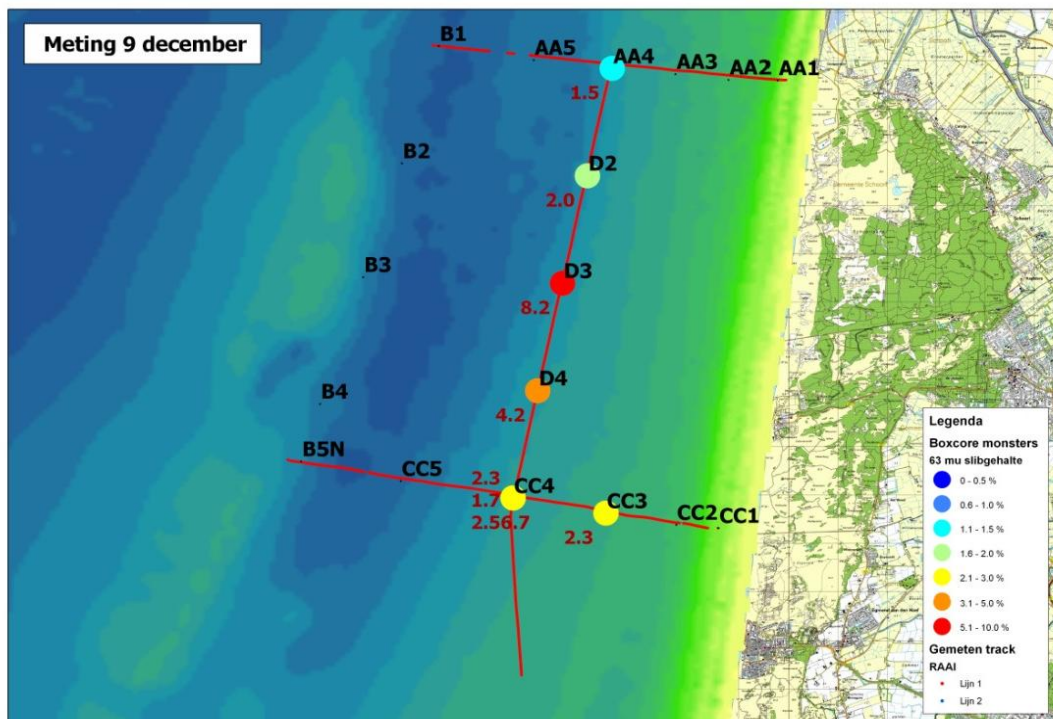 Meting 9 december
B1
AA5
AA4
AA3
AA2
AA1
1.5
B2
D2
2.0
B3
D3
8.2
B4
D4
4.2
B5N
CC5
2.3
CC4
1.7
2.56.7
CC3
2.3
CC2
CC1
Legenda
Boxcore monsters
63 mu slibgehalte
0 - 0.5 %
0.6 - 1.0 %
1.1 - 1.5 %
1.6 - 2.0 %
2.1 - 3.0 %
3.1 - 5.0 %
5.1 - 10.0 %
Gemeten track
RAAI
Lijn 1
Lijn 2